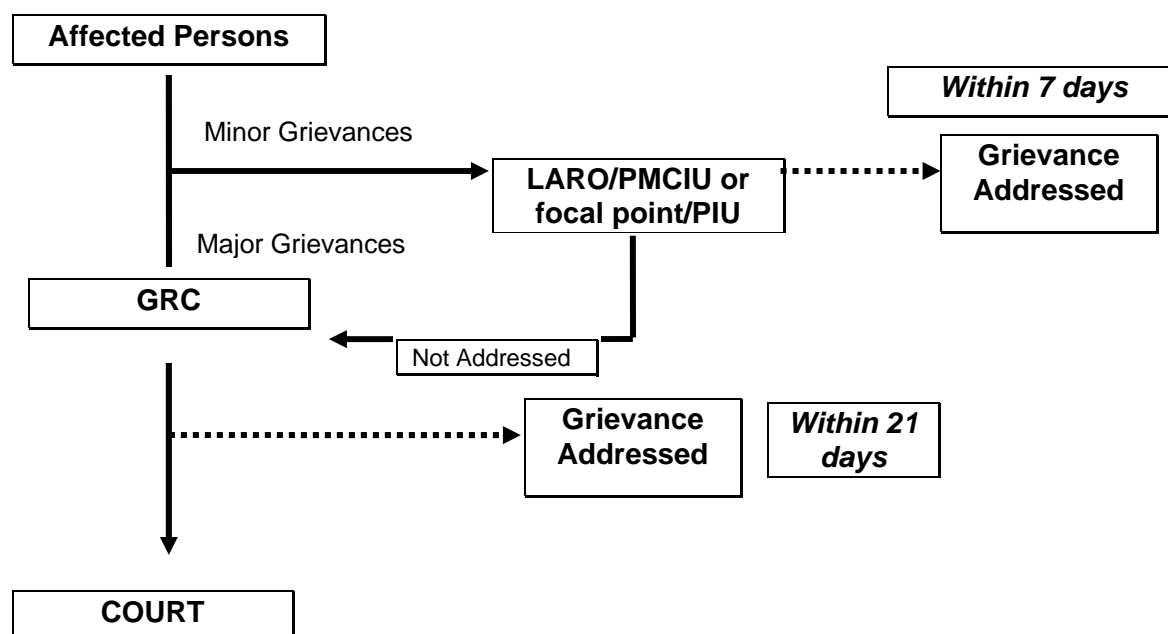 Affected Persons
Within 7 days
Minor Grievances
Grievance
Addressed
LARO/PMCIU or
focal point/PIU
Major Grievances
GRC
Not Addressed
Grievance
Addressed
Within 21
days
COURT